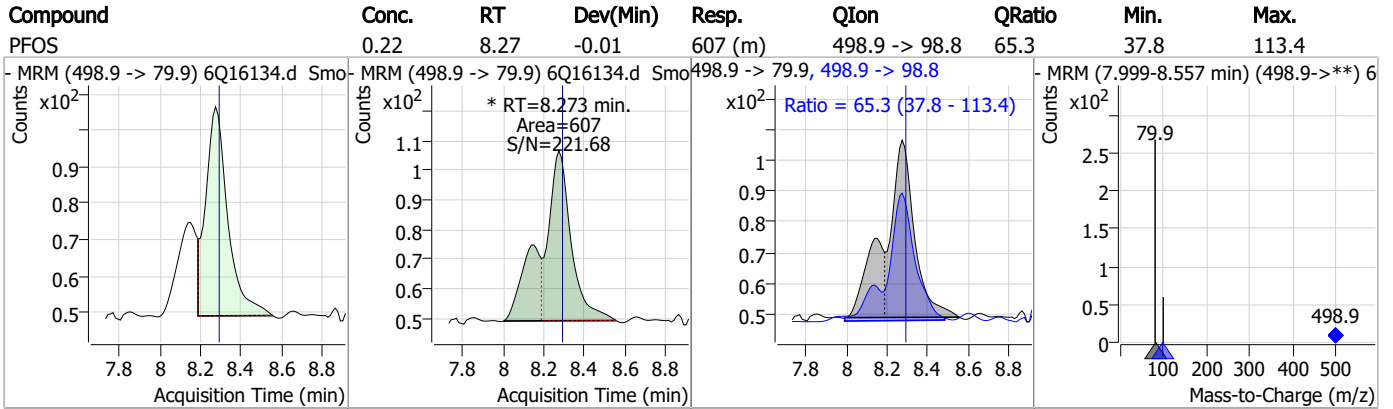 Compound Conc. RT Dev(Min) Resp. QIon QRatio Min. Max.
PFOS 0.22 8.27 -0.01 607 (m) 498.9 -> 98.8 65.3 37.8 113.4
- MRM (498.9 -> 79.9) 6Q16134.d Smo
Counts
x10²
0.9
0.8
0.7
0.6
0.5
7.8 8 8.2 8.4 8.6 8.8
Acquisition Time (min)
- MRM (498.9 -> 79.9) 6Q16134.d Smo
Counts
x10²
* RT=8.273 min.
Area=607
S/N=221.68
1.1
1
0.9
0.8
0.7
0.6
0.5
7.8 8 8.2 8.4 8.6 8.8
Acquisition Time (min)
498.9 -> 79.9, 498.9 -> 98.8
x10²
Ratio = 65.3 (37.8 - 113.4)
1
0.9
0.8
0.7
0.6
0.5
7.8 8 8.2 8.4 8.6 8.8
Acquisition Time (min)
- MRM (7.999-8.557 min) (498.9->**) 6
Counts
x10²
79.9
2.5
2
1.5
1
0.5
0
498.9
100 200 300 400 500
Mass-to-Charge (m/z)